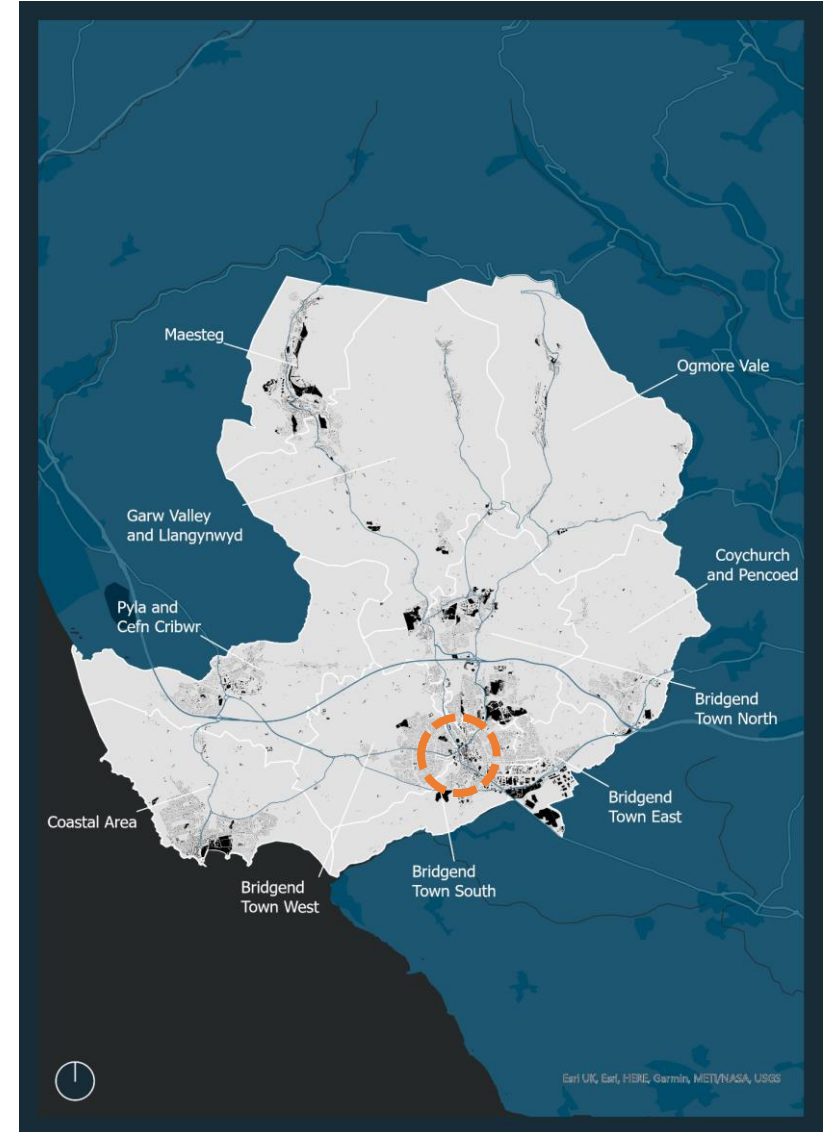 Maesteg
Ogmore Vale
Garw Valley
and Llangynwyd
Coychurch
and Pencoed
Pyla and
Cefn Cribwr
Bridgend
Town North
Bridgend
Town East
Coastal Area
Bridgend
Town South
Bridgend
Town West
Esri UK, Esri, HERE, Garmin, METI/NASA, USGS